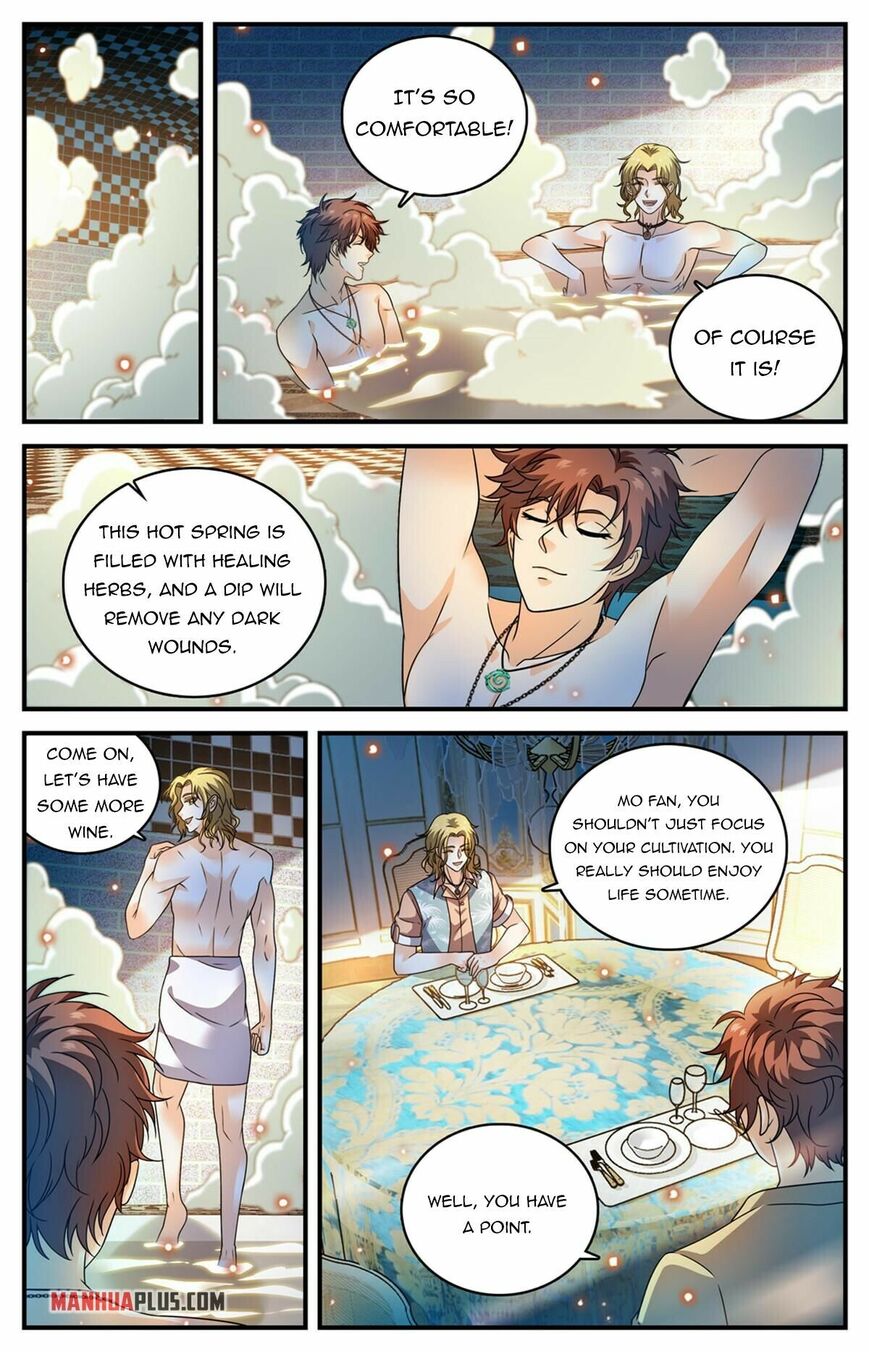 IT'S SO
COMFORTABLE!
OF COURSE
IT IS!
THIS HOT SPRING IS
FILLED WITH HEALING
HERBS, AND A DIP WILL
REMOVE ANY DARK
WOUNDS.
COME ON,
LET'S HAVE
SOME MORE
WINE.
MO FAN, YOU
SHOULDN'T JUST FOCUS
ON YOUR CULTIVATION. YOU
REALLY SHOULD ENJOY
LIFE SOMETIME.
WELL, YOU HAVE
A POINT.
MANHUAPLUS.COM